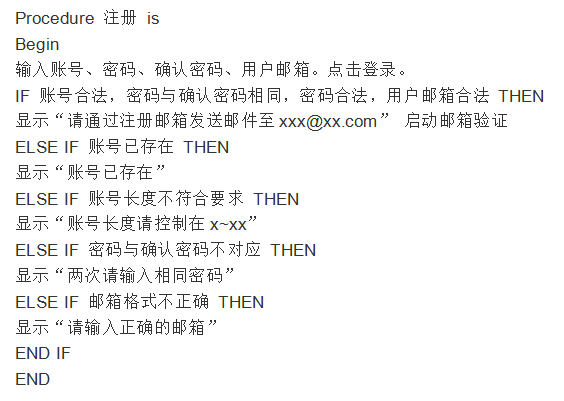 Procedure 注册 is
Begin
输入账号、密码、确认密码、用户邮箱。点击登录。
IF 账号合法，密码与确认密码相同，密码合法，用户邮箱合法 THEN
显示“请通过注册邮箱发送邮件至xxx@xx.com” 启动邮箱验证
ELSE IF 账号已存在 THEN
显示“账号已存在”
ELSE IF 账号长度不符合要求 THEN
显示“账号长度请控制在x~xx”
ELSE IF 密码与确认密码不对应 THEN
显示“两次请输入相同密码”
ELSE IF 邮箱格式不正确 THEN
显示“请输入正确的邮箱”
END IF
END